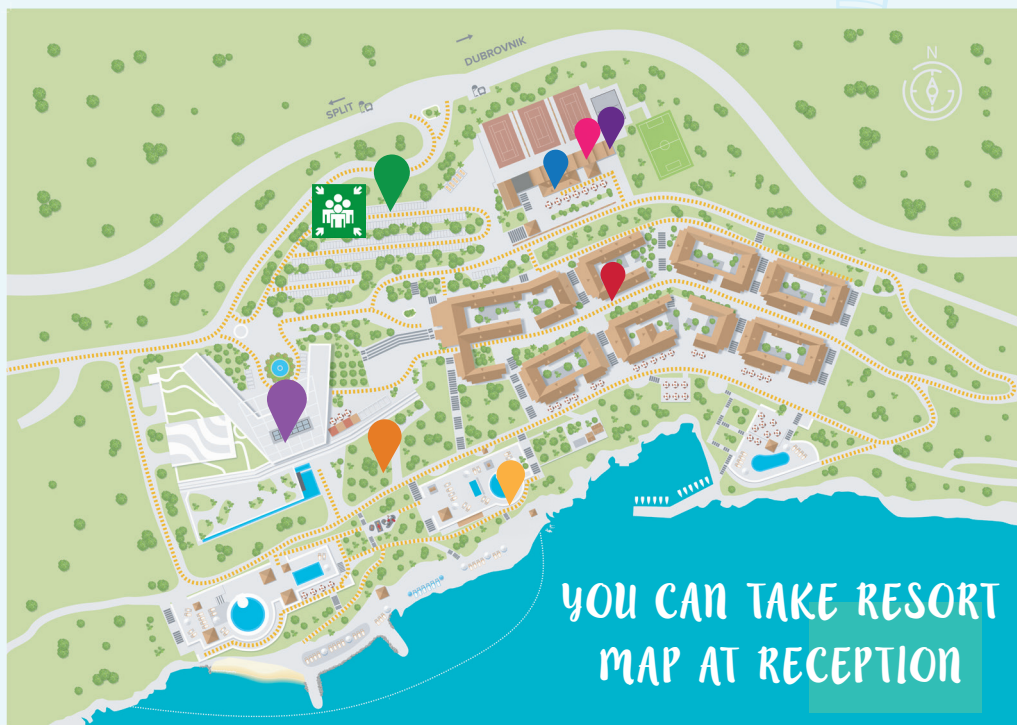 DUBROVNIK
SPLIT
N
YOU CAN TAKE RESORT
MAP AT RECEPTION